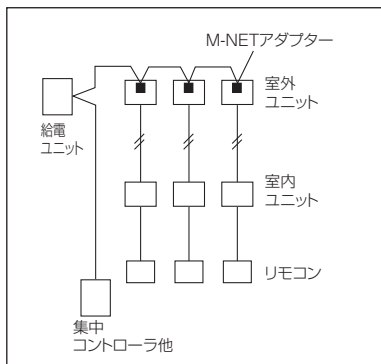 M-NETアダプター
室外
ユニット
給電
ユニット
室内
ユニット
リモコン
集中
コントローラ他